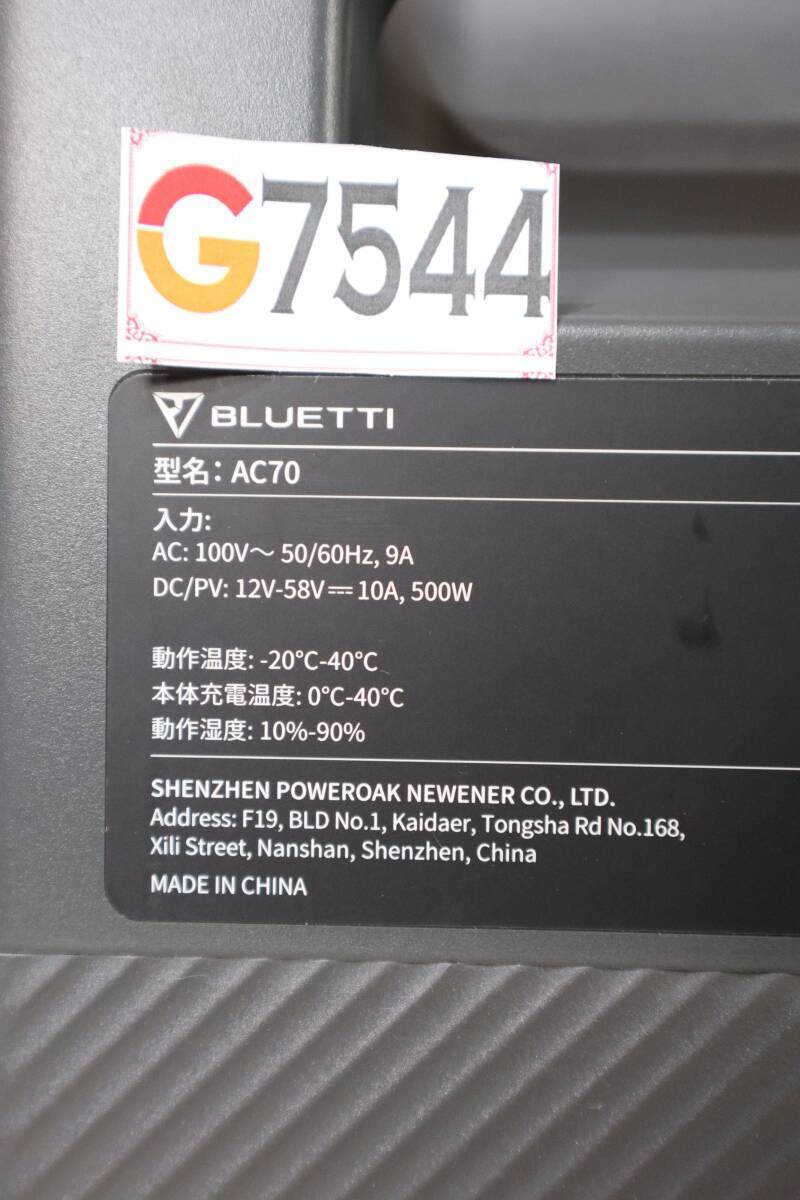 G7544
BLUETTI
型名: AC70
入力:
AC: 100V～ 50/60Hz, 9A
DC/PV: 12V-58V⎓10A, 500W
動作温度: -20°C-40°C
本体充電温度: 0°C-40°C
動作湿度: 10%-90%
SHENZHEN POWEROAK NEWENER CO., LTD.
Address: F19, BLD No.1, Kaidaer, Tongsha Rd No.168,
Xili Street, Nanshan, Shenzhen, China
MADE IN CHINA